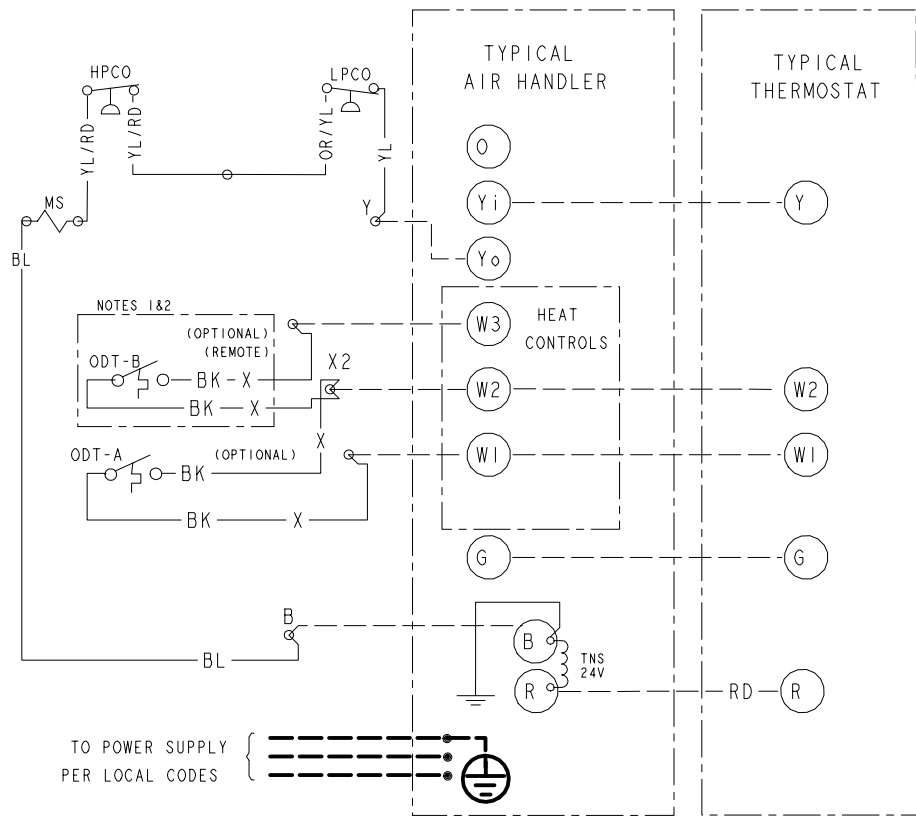 TYPICAL
AIR HANDLER
TYPICAL
THERMOSTAT
HPCO
LPCO
YL/RD
YL/RD
OR/YL
YL
O
Yi
Y
MS
Y
Yo
BL
NOTES 1&2
(OPTIONAL)
(REMOTE)
W3
HEAT
CONTROLS
ODT-B
X2
BK-X
W2
W2
BK
X
ODT-A
(OPTIONAL)
X
W1
W1
BK
BK
X
G
G
B
B
TNS
24V
BL
R
RD
R
TO POWER SUPPLY
PER LOCAL CODES